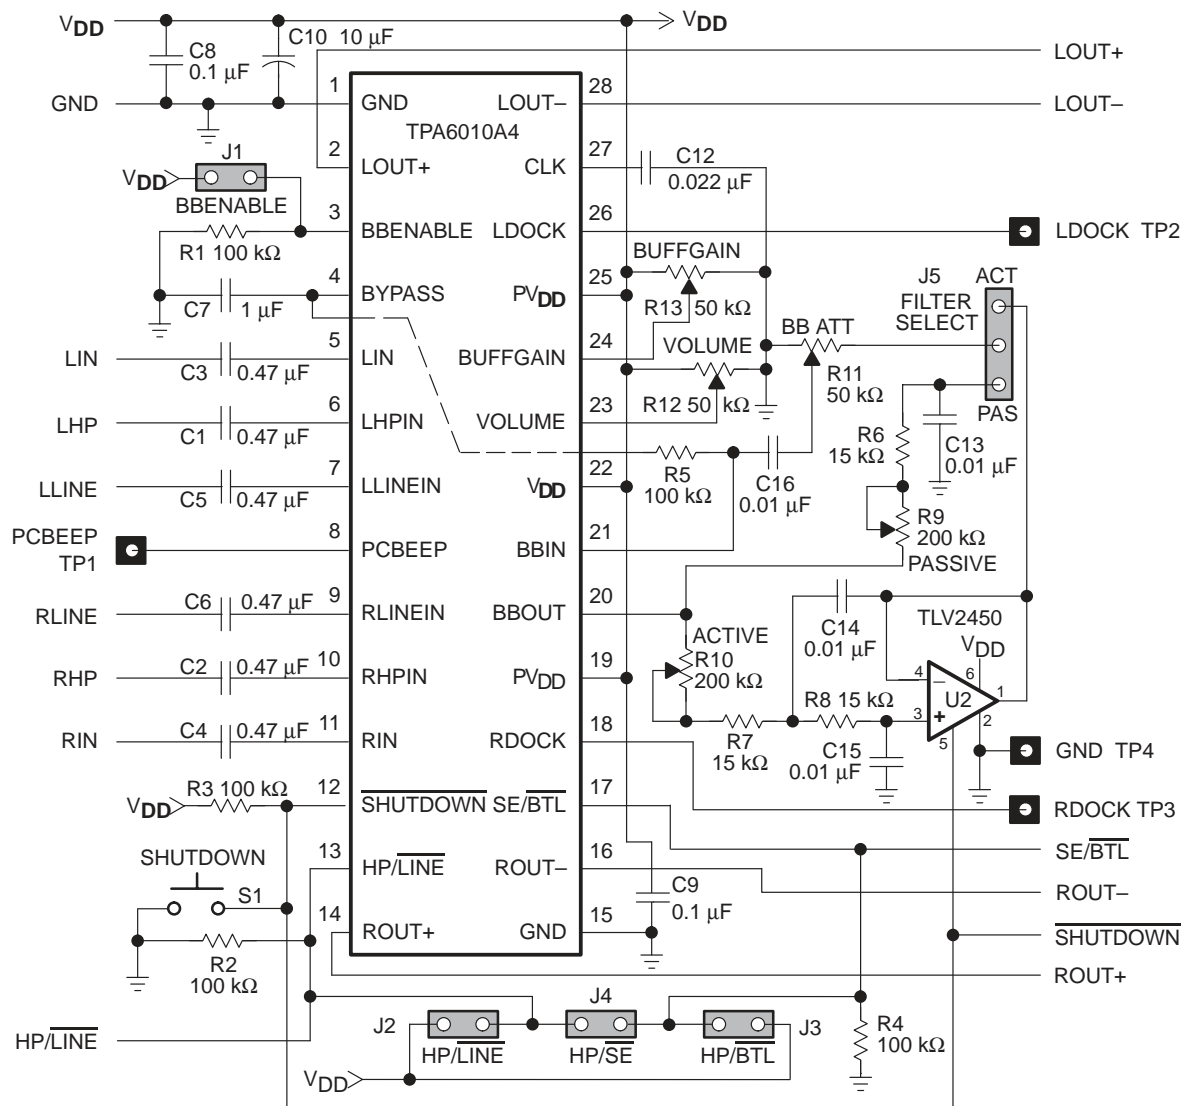 VDD
VDD
C8
0.1 µF
C10 10 µF
LOUT+
GND
1
GND
LOUT–
28
LOUT–
TPA6010A4
J1
2
LOUT+
CLK
27
C12
0.022 µF
VDD
BBENABLE
3
BBENABLE
LDOCK
26
LDOCK TP2
R1 100 kΩ
BUFFGAIN
4
BYPASS
PVDD
25
R13 50 kΩ
C7 1 µF
J5
FILTER
SELECT
ACT
BB ATT
LIN
C3 0.47 µF
5
LIN
BUFFGAIN
24
VOLUME
R11
50 kΩ
R12 50 kΩ
PAS
LHP
C1 0.47 µF
6
LHPIN
VOLUME
23
R6
15 kΩ
C13
0.01 µF
LLINE
C5 0.47 µF
7
LLINEIN
VDD
22
R5
100 kΩ
C16
0.01 µF
R9
200 kΩ
PASSIVE
PCBEEP
TP1
8
PCBEEP
BBIN
21
RLINE
C6 0.47 µF
9
RLINEIN
BBOUT
20
C14
0.01 µF
TLV2450
VDD
ACTIVE
R10
200 kΩ
RHP
C2 0.47 µF
10
RHPIN
PVDD
19
4
–
6
U2
1
3
+
2
5
R8 15 kΩ
RIN
C4 0.47 µF
11
RIN
RDOCK
18
R7
15 kΩ
C15
0.01 µF
GND TP4
R3 100 kΩ
VDD
12
SHUTDOWN
SE/BTL
17
RDOCK TP3
SHUTDOWN
S1
13
HP/LINE
ROUT–
16
SE/BTL
C9
0.1 µF
ROUT–
14
ROUT+
GND
15
SHUTDOWN
R2
100 kΩ
ROUT+
HP/LINE
J2
J4
J3
HP/LINE
HP/SE
HP/BTL
R4
100 kΩ
VDD